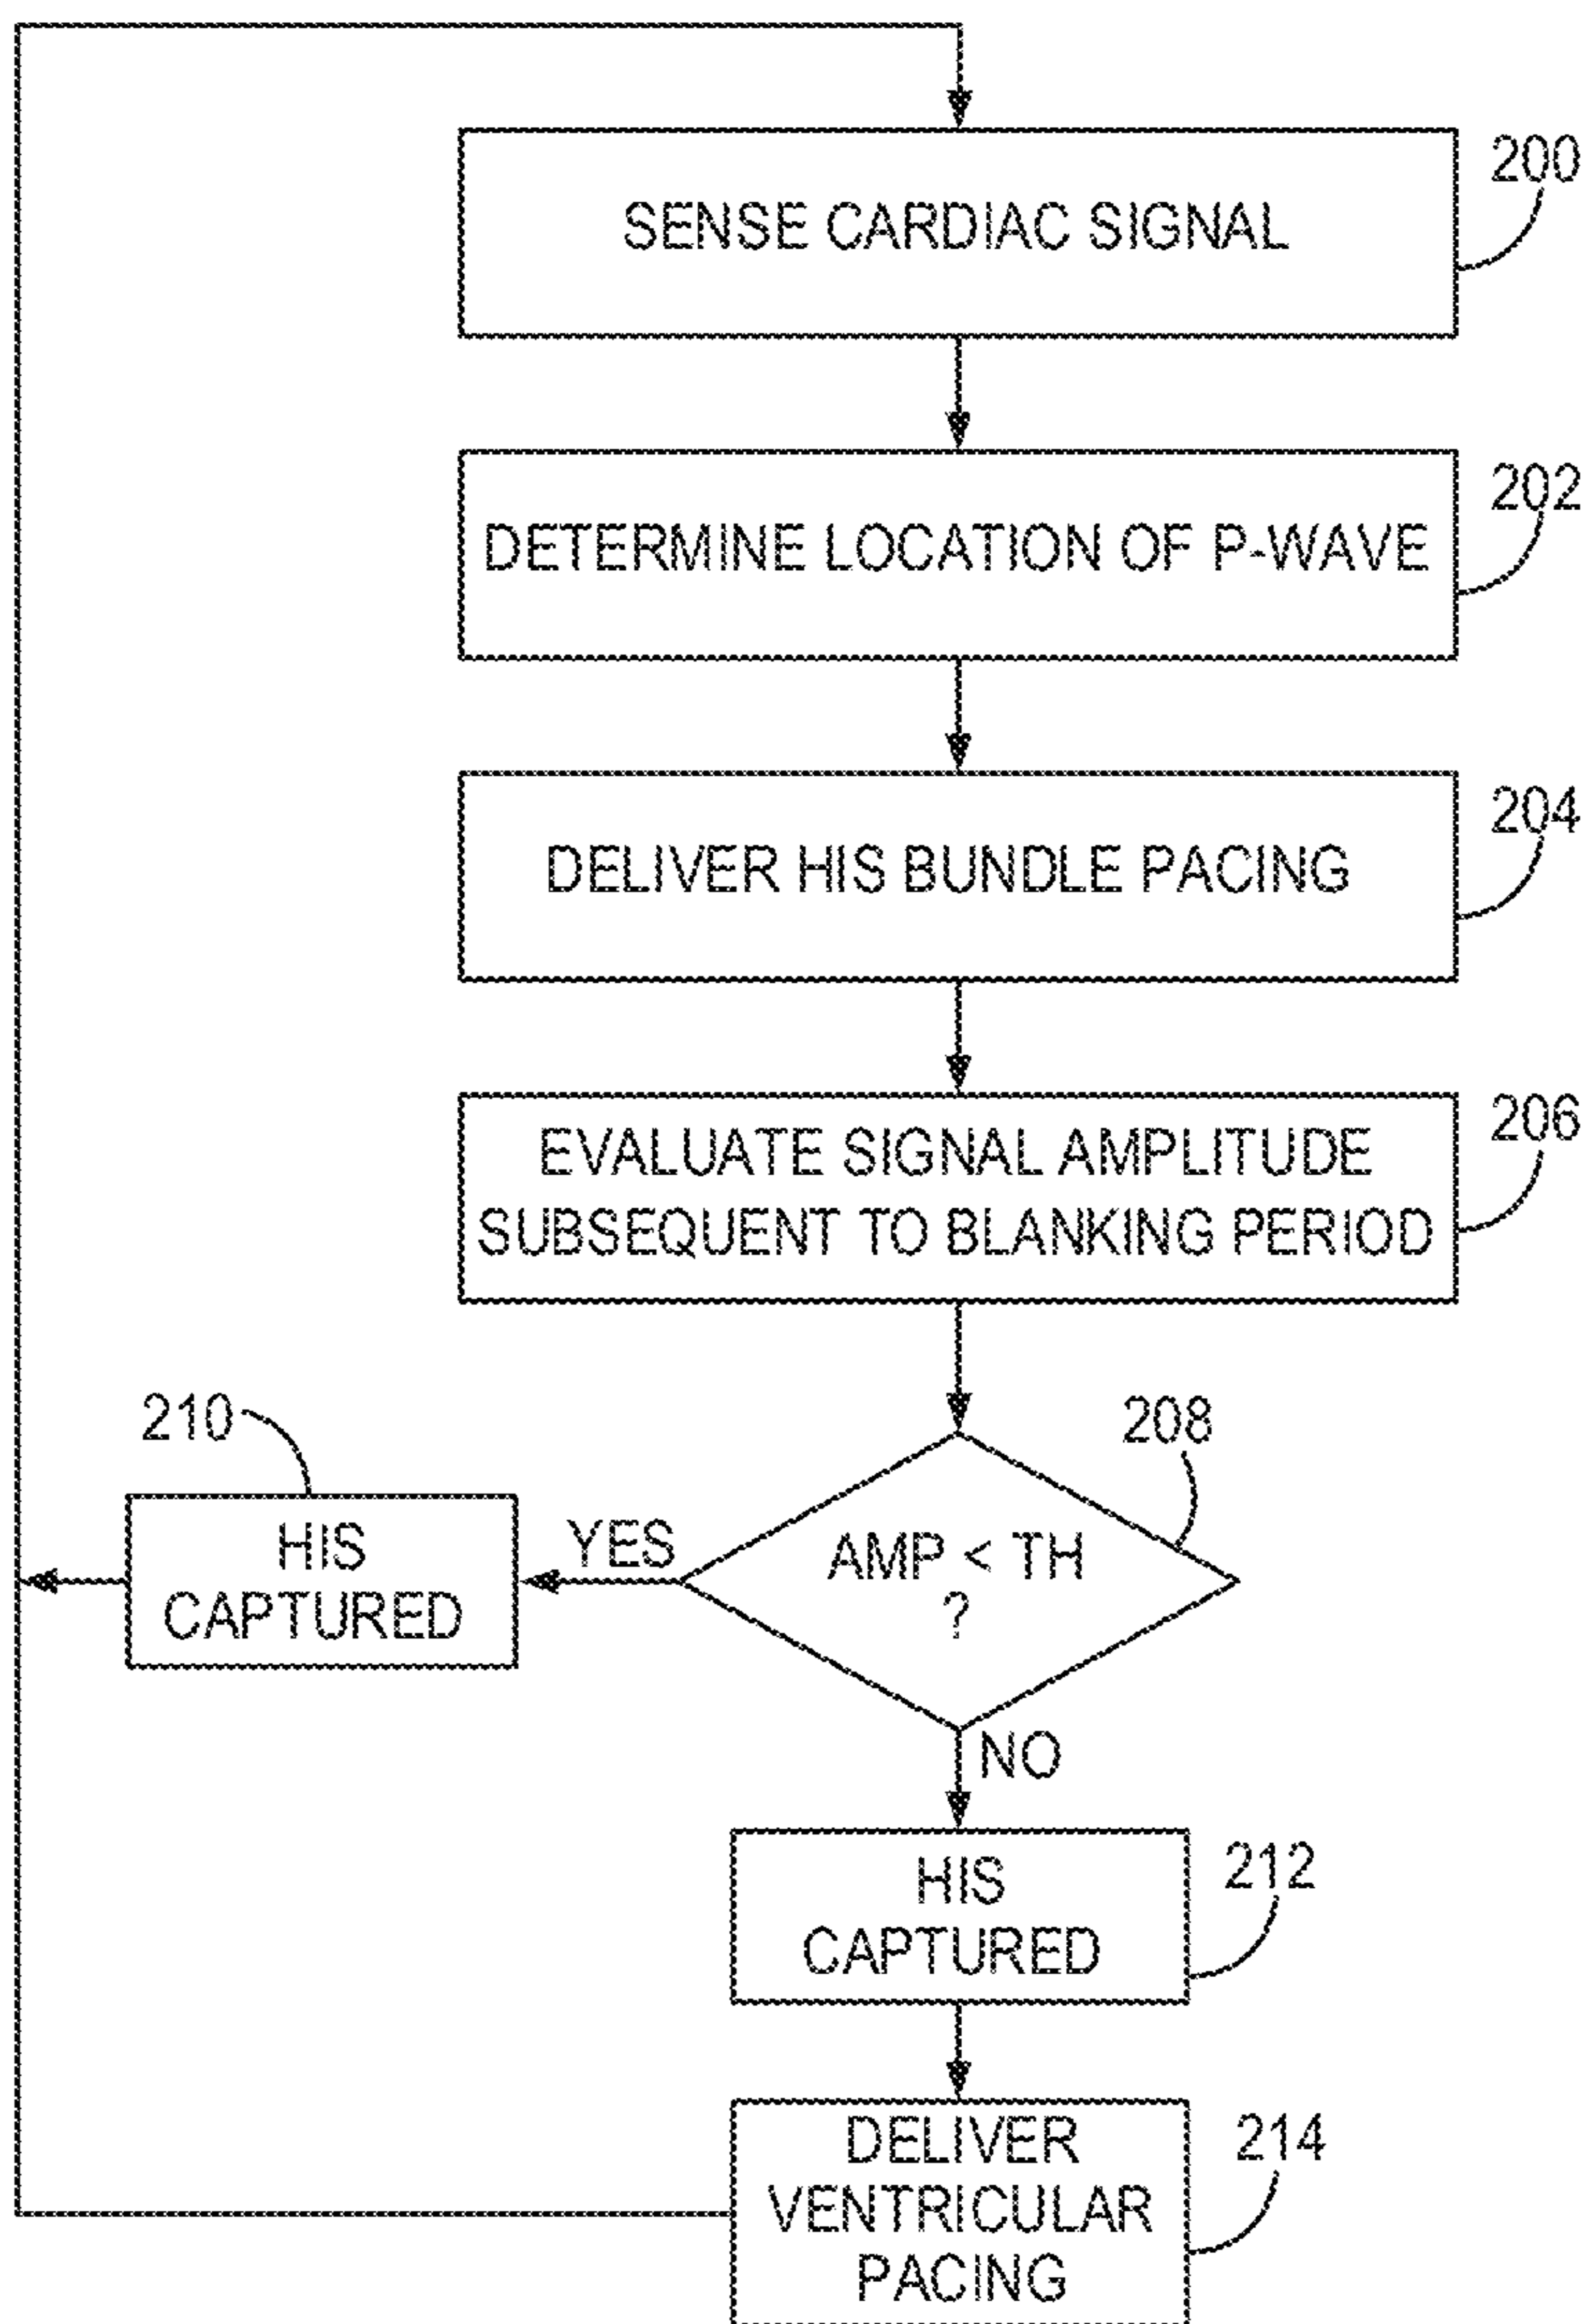 SENSE CARDIAC SIGNAL
200
DETERMINE LOCATION OF P-WAVE
202
DELIVER HIS BUNDLE PACING
204
EVALUATE SIGNAL AMPLITUDE
SUBSEQUENT TO BLANKING PERIOD
206
210
HIS
CAPTURED
YES
208
AMP < TH
?
NO
HIS
CAPTURED
212
DELIVER
VENTRICULAR
PACING
214